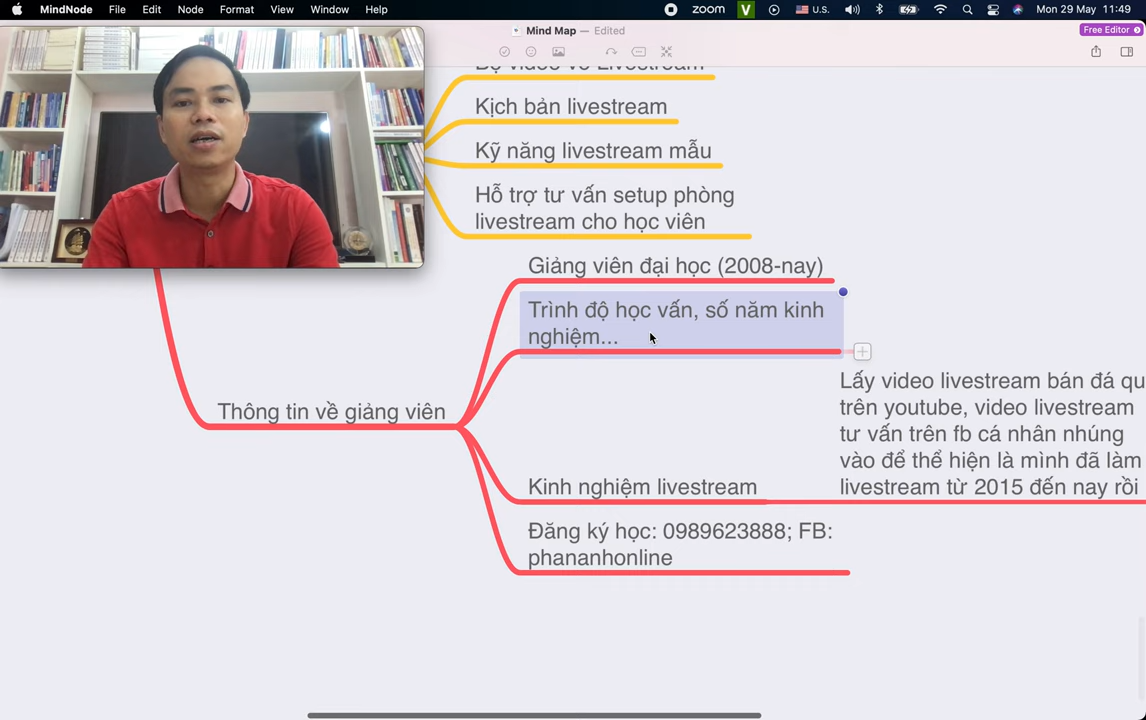 MindNode File Edit View Node Format Window Help
zoom V U.S. Mon 29 May 11:49
Mind Map — Edited
Free Editor
Bộ video về Livestream
Kịch bản livestream
Kỹ năng livestream mẫu
Hỗ trợ tư vấn setup phòng
livestream cho học viên
Giảng viên đại học (2008-nay)
Trình độ học vấn, số năm kinh
nghiệm...
Thông tin về giảng viên
Lấy video livestream bán đá qu
trên youtube, video livestream
tư vấn trên fb cá nhân nhúng
vào để thể hiện là mình đã làm
livestream từ 2015 đến nay rồi
Kinh nghiệm livestream
Đăng ký học: 0989623888; FB:
phananhonline